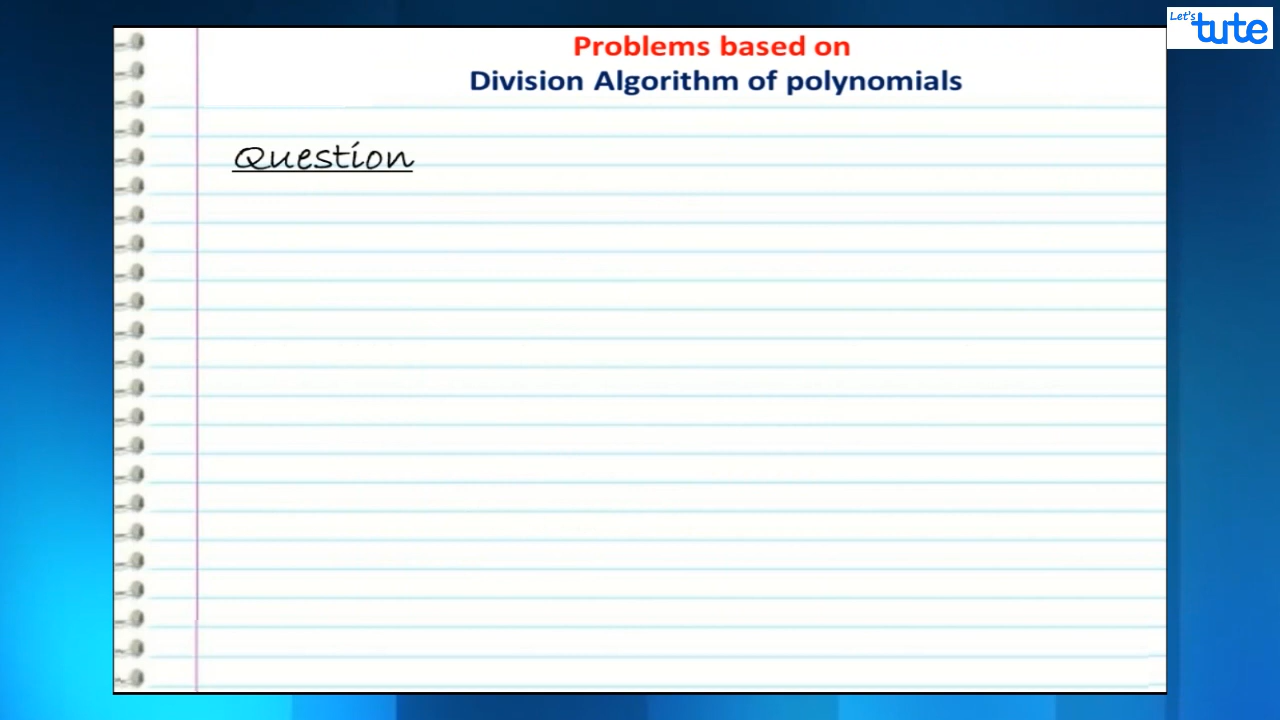 Let's
tute
Problems based on
Division Algorithm of polynomials
Question